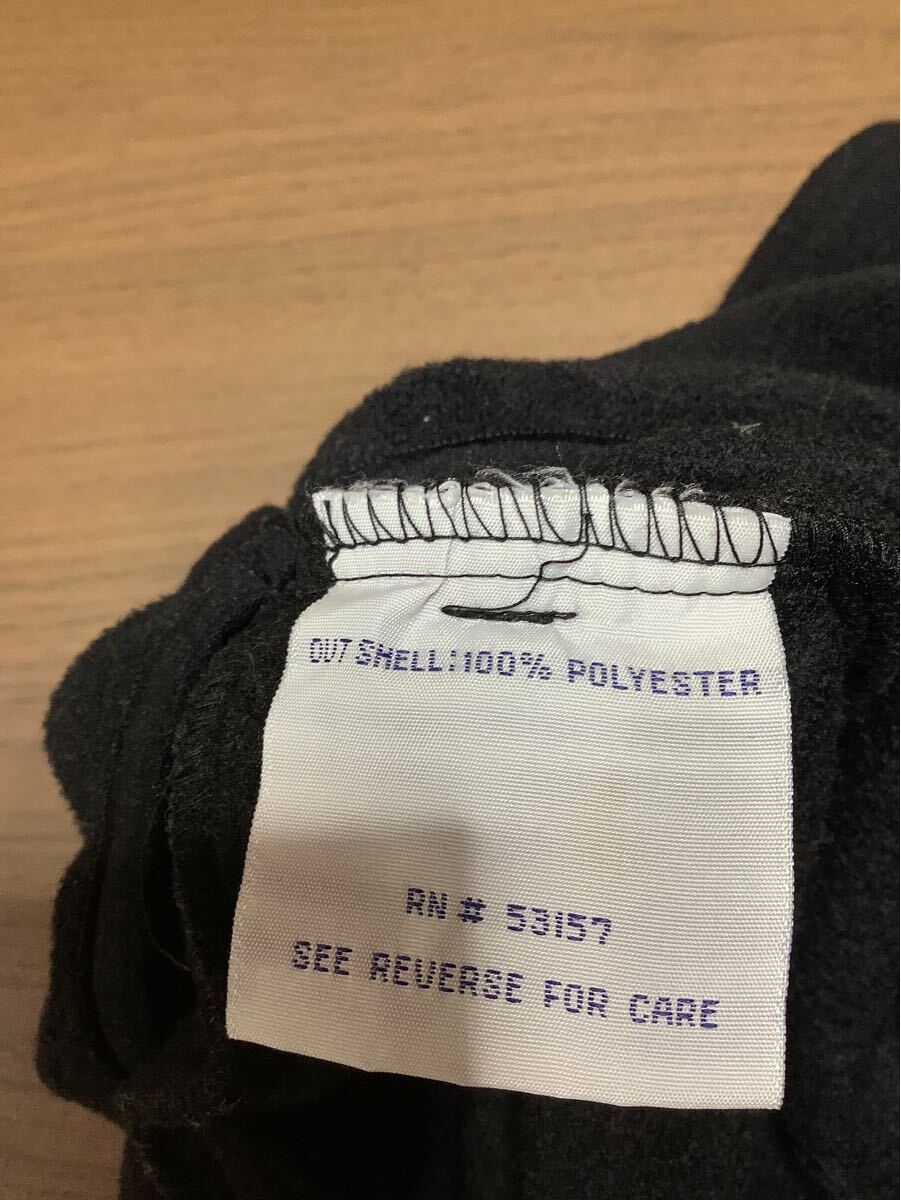 OUT SHELL:100% POLYESTER
RN # 53157
SEE REVERSE FOR CARE